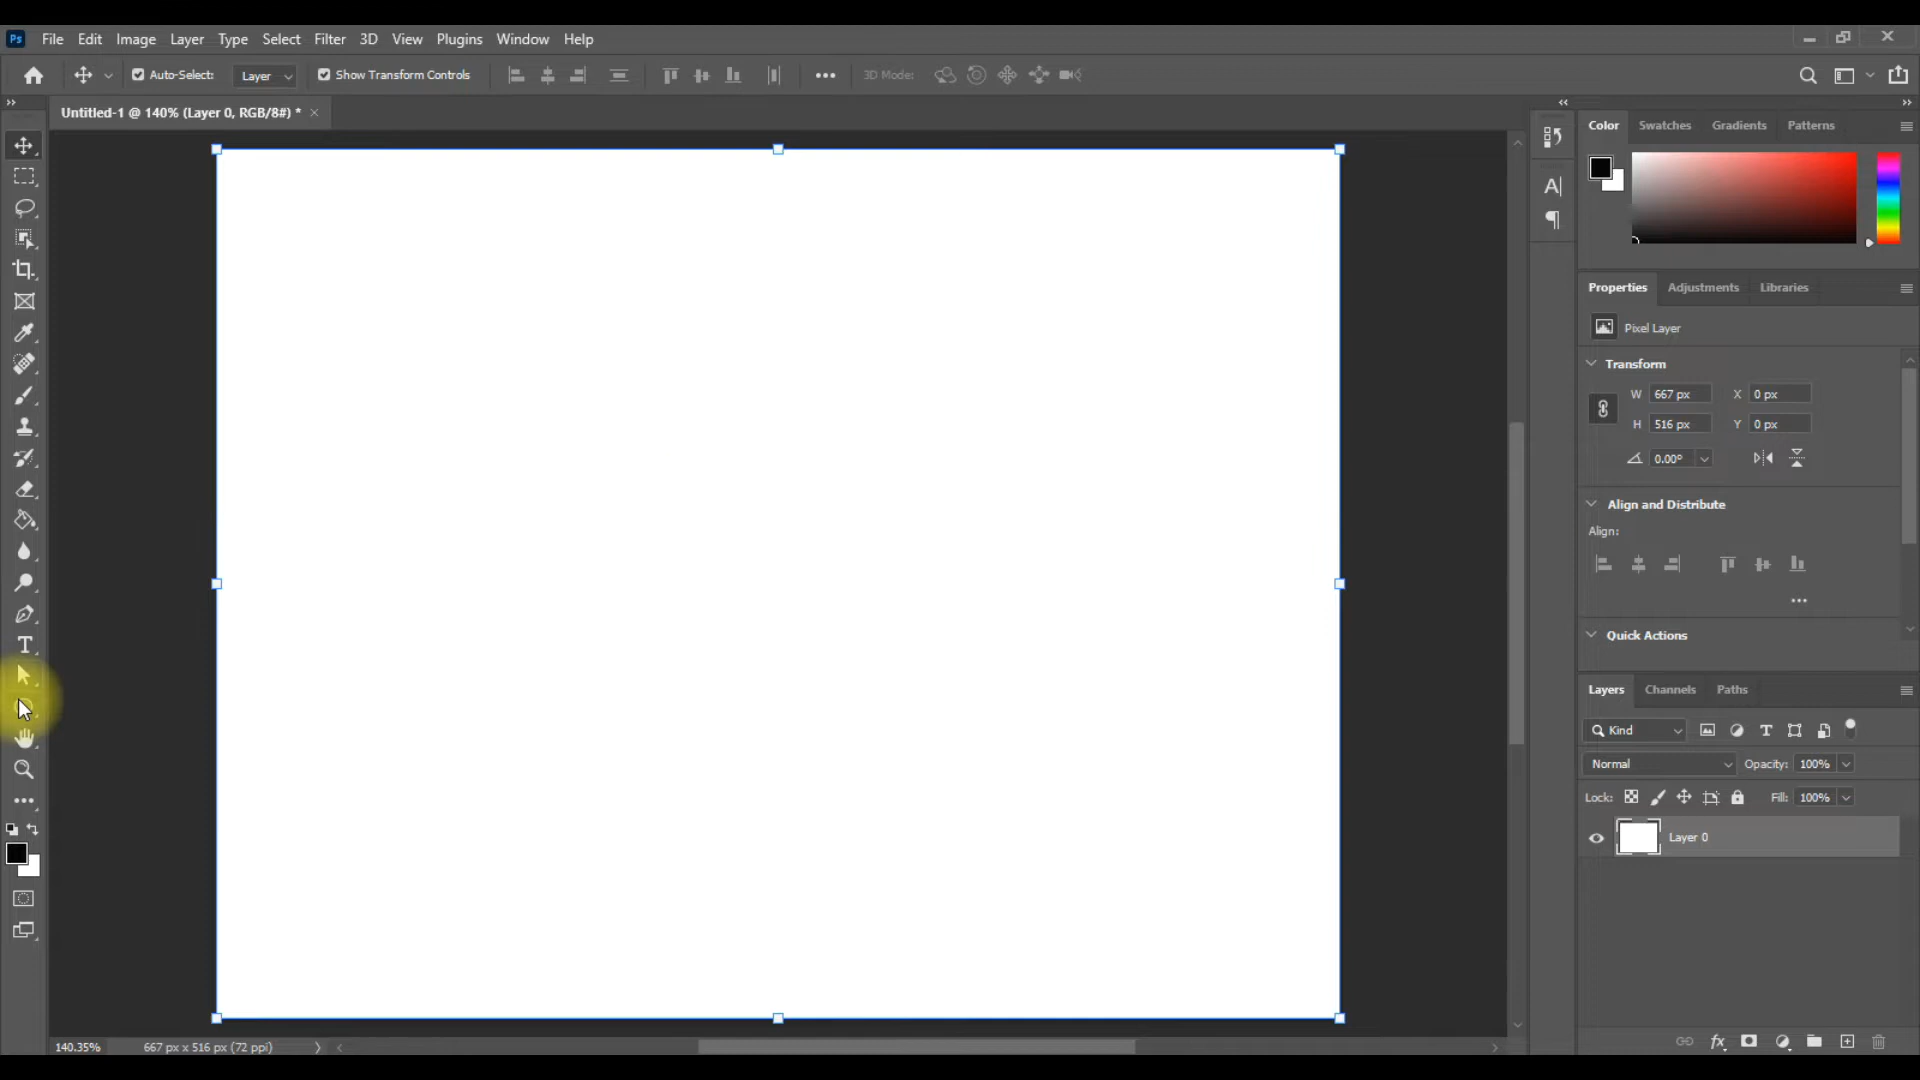 Ps File Edit Image Layer Type Select Filter 3D View Plugins Window Help
Auto-Select: Layer Show Transform Controls 3D Mode:
Untitled-1 @ 140% (Layer 0, RGB/8#) *
Color Swatches Gradients Patterns
Properties Adjustments Libraries
Pixel Layer
Transform
W 667 px X 0 px
H 516 px Y 0 px
0.00°
Align and Distribute
Align:
Quick Actions
Layers Channels Paths
Kind
Normal Opacity: 100%
Lock: Fill: 100%
Layer 0
140.35% 667 px x 516 px (72 ppi)